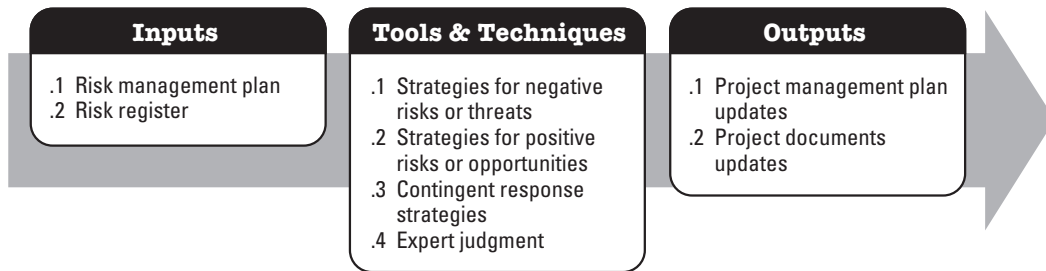 Inputs
.1 Risk management plan
.2 Risk register
Tools & Techniques
.1 Strategies for negative
risks or threats
.2 Strategies for positive
risks or opportunities
.3 Contingent response
strategies
.4 Expert judgment
Outputs
.1 Project management plan
updates
.2 Project documents
updates